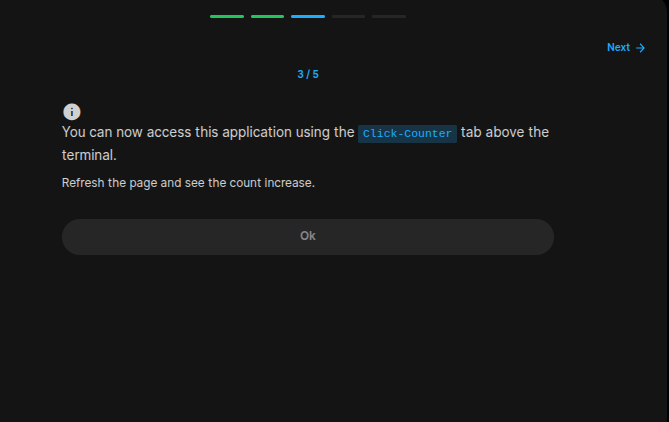 Next →
3 / 5
You can now access this application using the Click-Counter tab above the
terminal.
Refresh the page and see the count increase.
Ok